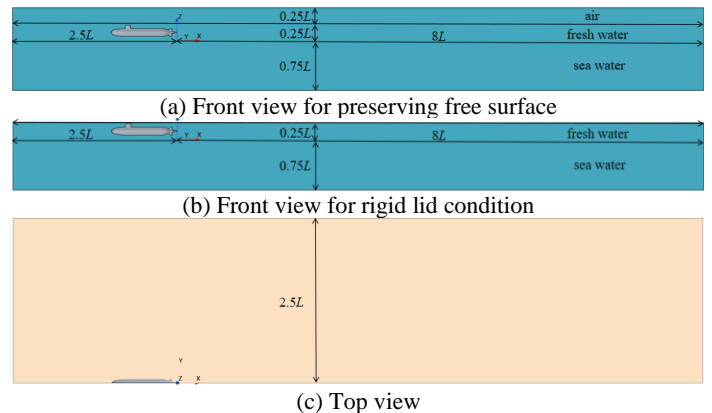 0.25L air
Z
2.5L Y X 0.25L 8L fresh water
0.75L sea water
(a) Front view for preserving free surface
2.5L Y X 0.25L 8L fresh water
0.75L sea water
(b) Front view for rigid lid condition
2.5L
Y
Z X
(c) Top view